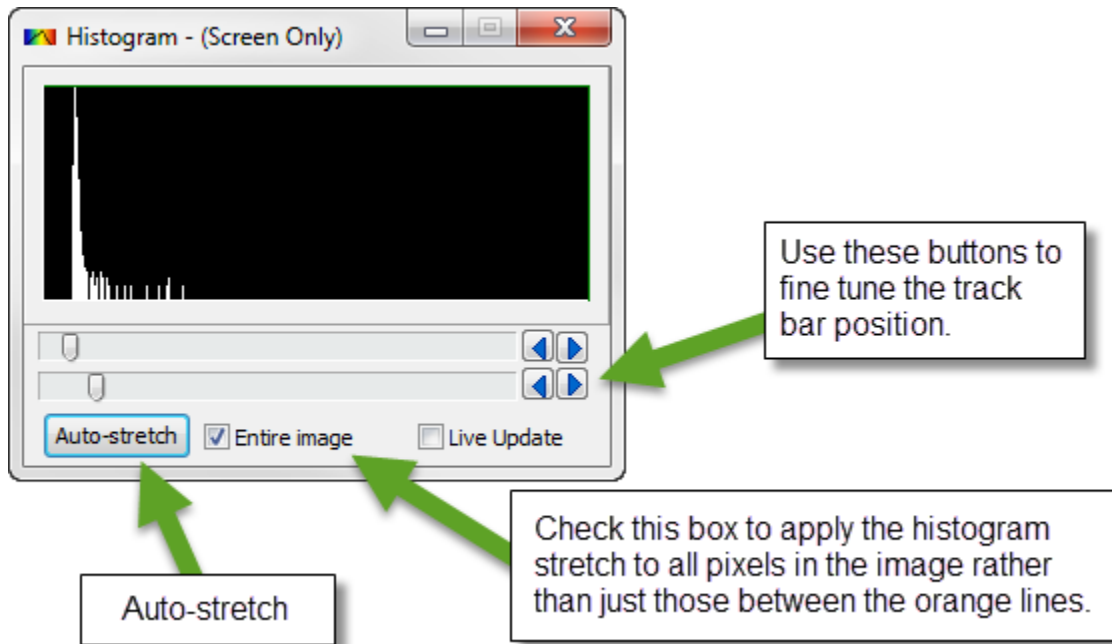 Histogram - (Screen Only)
Use these buttons to
fine tune the track
bar position.
Auto-stretch
Entire image
Live Update
Check this box to apply the histogram
stretch to all pixels in the image rather
than just those between the orange lines.
Auto-stretch